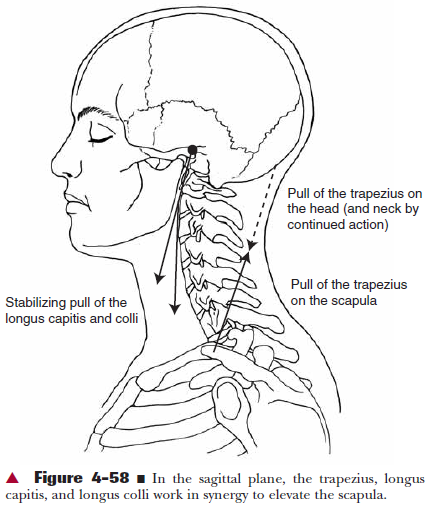 Pull of the trapezius on
the head (and neck by
continued action)
Pull of the trapezius
on the scapula
Stabilizing pull of the
longus capitis and colli
▲ Figure 4-58 ■ In the sagittal plane, the trapezius, longus
capitis, and longus colli work in synergy to elevate the scapula.